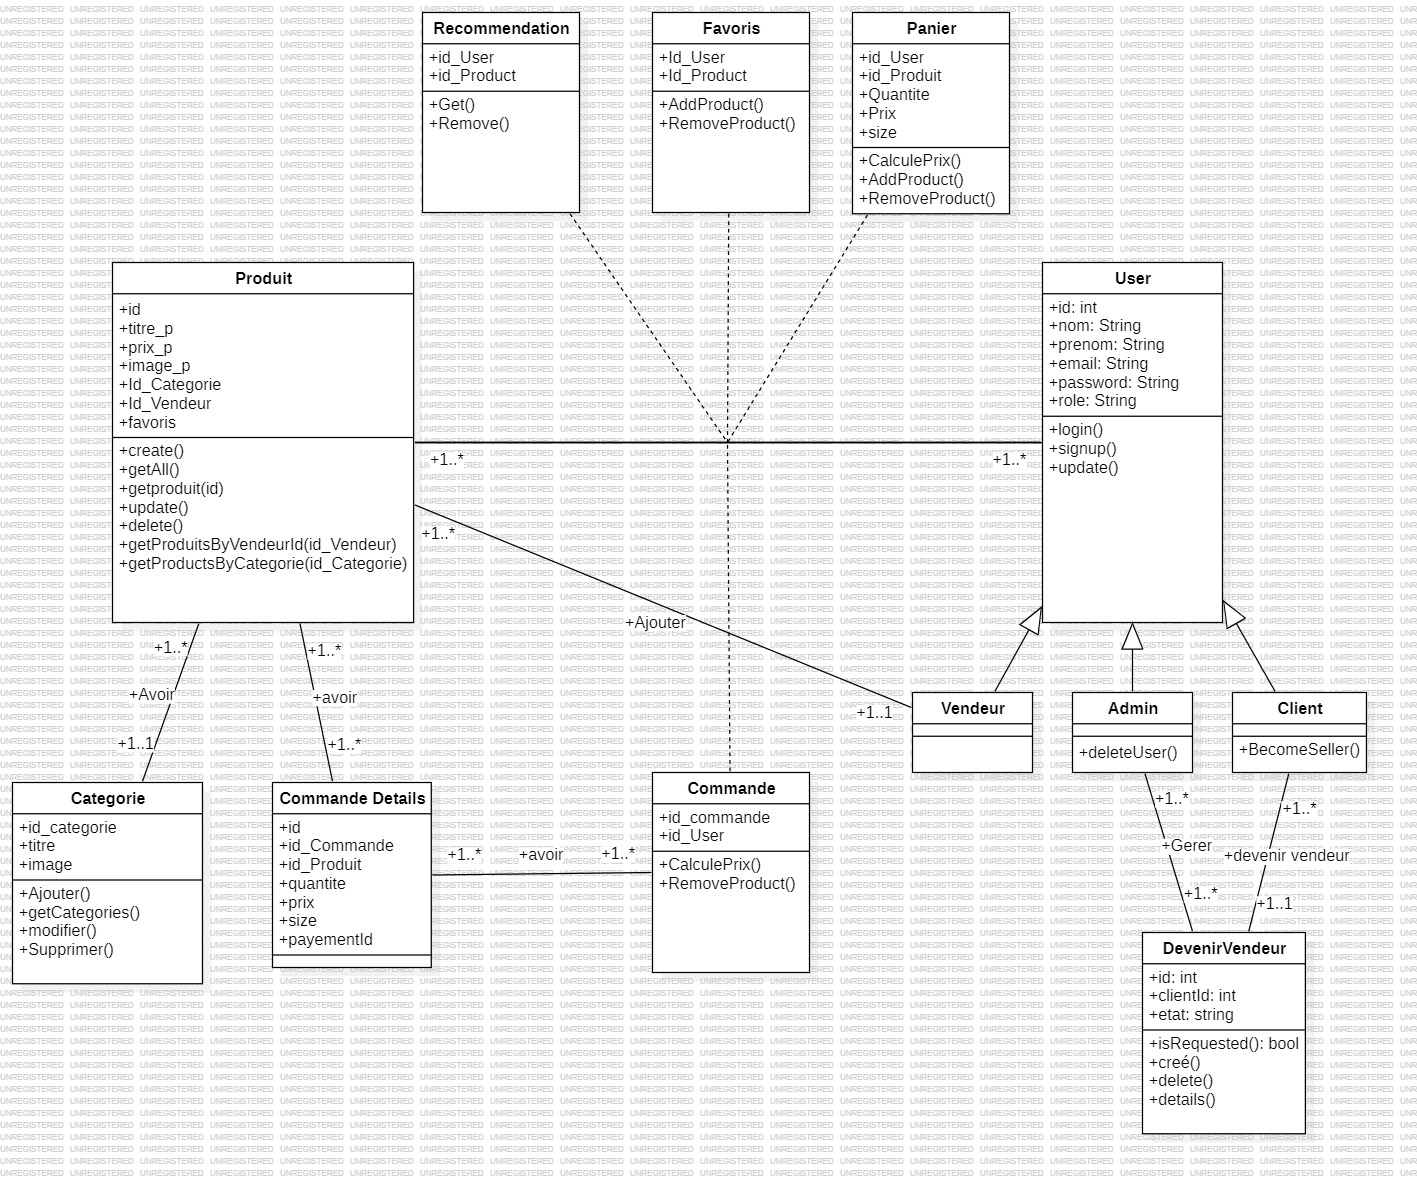 Recommendation
+id_User
+id_Product
+Get()
+Remove()
Favoris
+Id_User
+Id_Product
+AddProduct()
+RemoveProduct()
Panier
+id_User
+id_Produit
+Quantite
+Prix
+size
+CalculePrix()
+AddProduct()
+RemoveProduct()
Produit
+id
+titre_p
+prix_p
+image_p
+Id_Categorie
+Id_Vendeur
+favoris
+create()
+getAll()
+getproduit(id)
+update()
+delete()
+getProduitsByVendeurId(id_Vendeur)
+getProductsByCategorie(id_Categorie)
User
+id: int
+nom: String
+prenom: String
+email: String
+password: String
+role: String
+login()
+signup()
+update()
+1..*
+1..*
+1..*
+Ajouter
+1..1
+1..*
+Avoir
+1..1
+1..*
+avoir
+1..*
Vendeur
Admin
+deleteUser()
Client
+BecomeSeller()
Categorie
+id_categorie
+titre
+image
+Ajouter()
+getCategories()
+modifier()
+Supprimer()
Commande Details
+id
+id_Commande
+id_Produit
+quantite
+prix
+size
+payementId
+1..*
+avoir
+1..*
Commande
+id_commande
+id_User
+CalculePrix()
+RemoveProduct()
+1..*
+Gerer
+1..*
+1..*
+devenir vendeur
+1..1
DevenirVendeur
+id: int
+clientId: int
+etat: string
+isRequested(): bool
+creé()
+delete()
+details()
UNREGISTERED